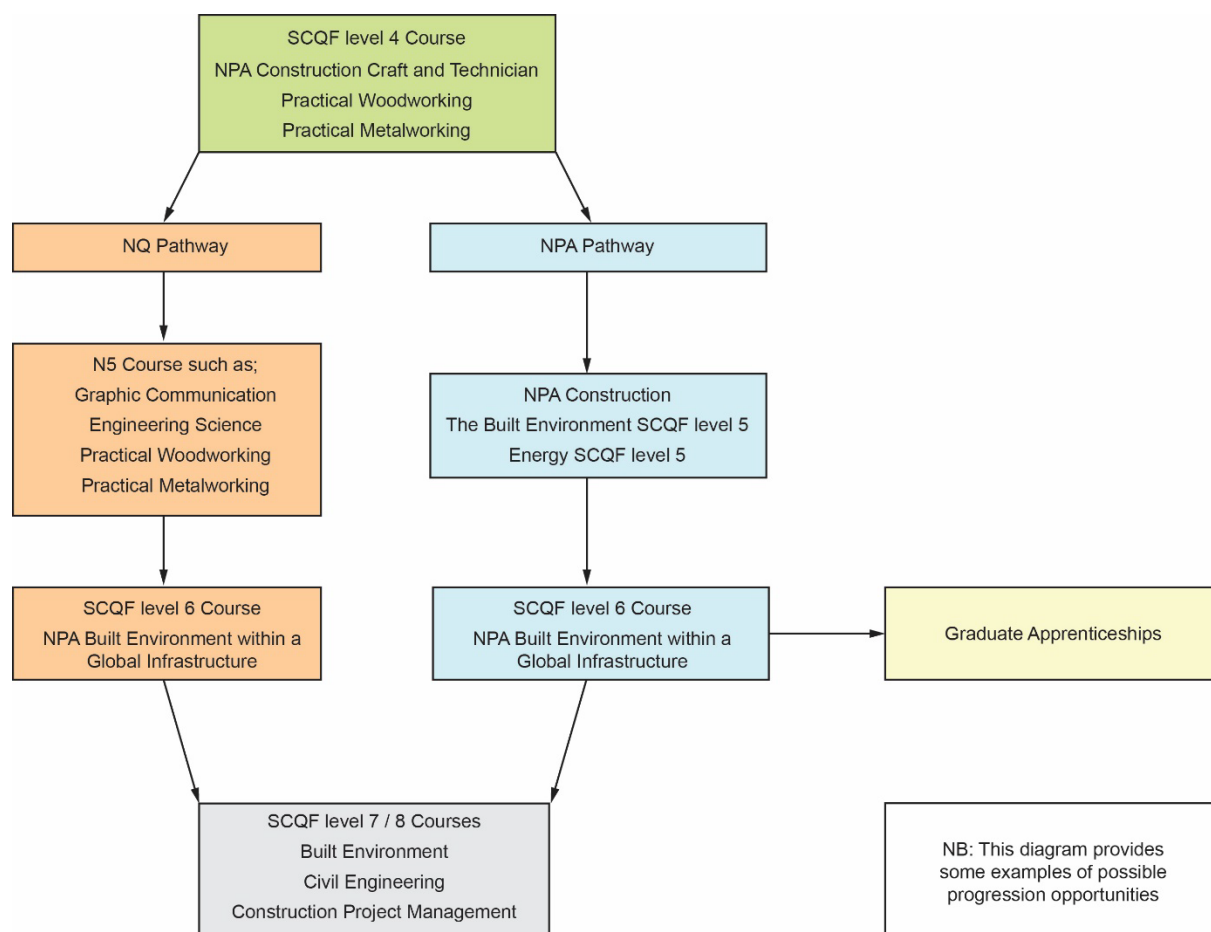 SCQF level 4 Course
NPA Construction Craft and Technician
Practical Woodworking
Practical Metalworking
NQ Pathway
NPA Pathway
N5 Course such as;
Graphic Communication
Engineering Science
Practical Woodworking
Practical Metalworking
NPA Construction
The Built Environment SCQF level 5
Energy SCQF level 5
SCQF level 6 Course
NPA Built Environment within a
Global Infrastructure
SCQF level 6 Course
NPA Built Environment within a
Global Infrastructure
Graduate Apprenticeships
SCQF level 7 / 8 Courses
Built Environment
Civil Engineering
Construction Project Management
NB: This diagram provides
some examples of possible
progression opportunities